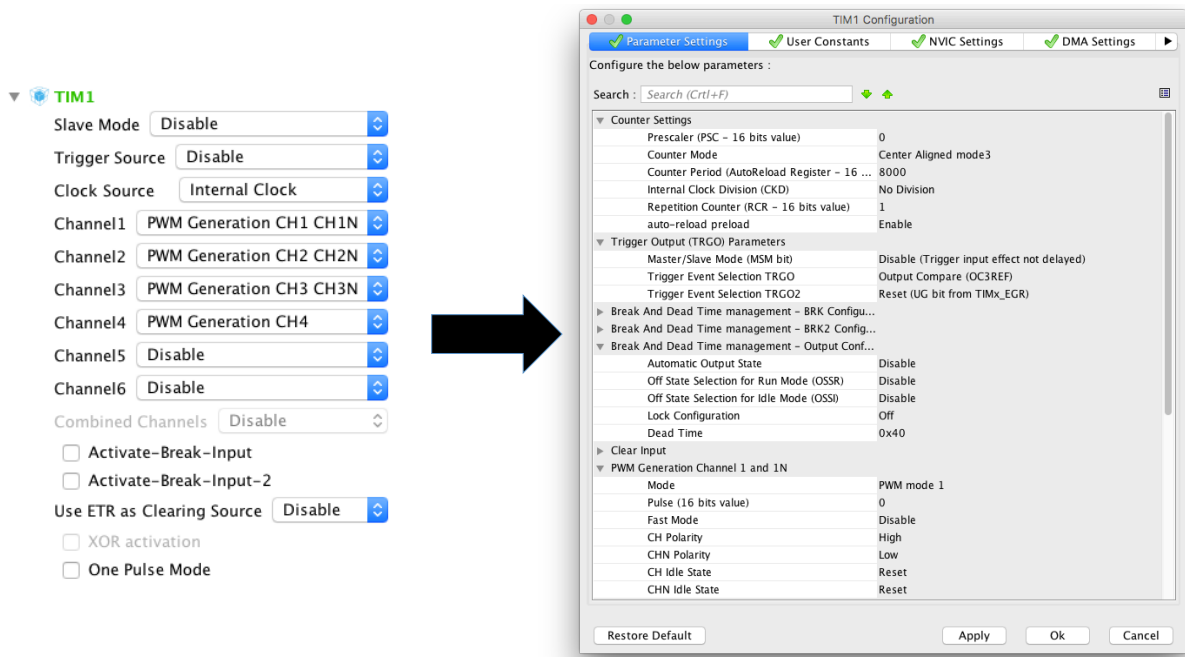 TIM1
Slave Mode Disable
Trigger Source Disable
Clock Source Internal Clock
Channel1 PWM Generation CH1 CH1N
Channel2 PWM Generation CH2 CH2N
Channel3 PWM Generation CH3 CH3N
Channel4 PWM Generation CH4
Channel5 Disable
Channel6 Disable
Combined Channels Disable
Activate-Break-Input
Activate-Break-Input-2
Use ETR as Clearing Source Disable
XOR activation
One Pulse Mode
TIM1 Configuration
Parameter Settings User Constants NVIC Settings DMA Settings
Configure the below parameters :
Search : Search (Crtl+F)
Counter Settings
Prescaler (PSC - 16 bits value) 0
Counter Mode Center Aligned mode3
Counter Period (AutoReload Register - 16 ... 8000
Internal Clock Division (CKD) No Division
Repetition Counter (RCR - 16 bits value) 1
auto-reload preload Enable
Trigger Output (TRGO) Parameters
Master/Slave Mode (MSM bit) Disable (Trigger input effect not delayed)
Trigger Event Selection TRGO Output Compare (OC3REF)
Trigger Event Selection TRGO2 Reset (UG bit from TIMx_EGR)
Break And Dead Time management - BRK Configu...
Break And Dead Time management - BRK2 Config...
Break And Dead Time management - Output Conf...
Automatic Output State Disable
Off State Selection for Run Mode (OSSR) Disable
Off State Selection for Idle Mode (OSSI) Disable
Lock Configuration Off
Dead Time 0x40
Clear Input
PWM Generation Channel 1 and 1N
Mode PWM mode 1
Pulse (16 bits value) 0
Fast Mode Disable
CH Polarity High
CHN Polarity Low
CH Idle State Reset
CHN Idle State Reset
Restore Default Apply Ok Cancel